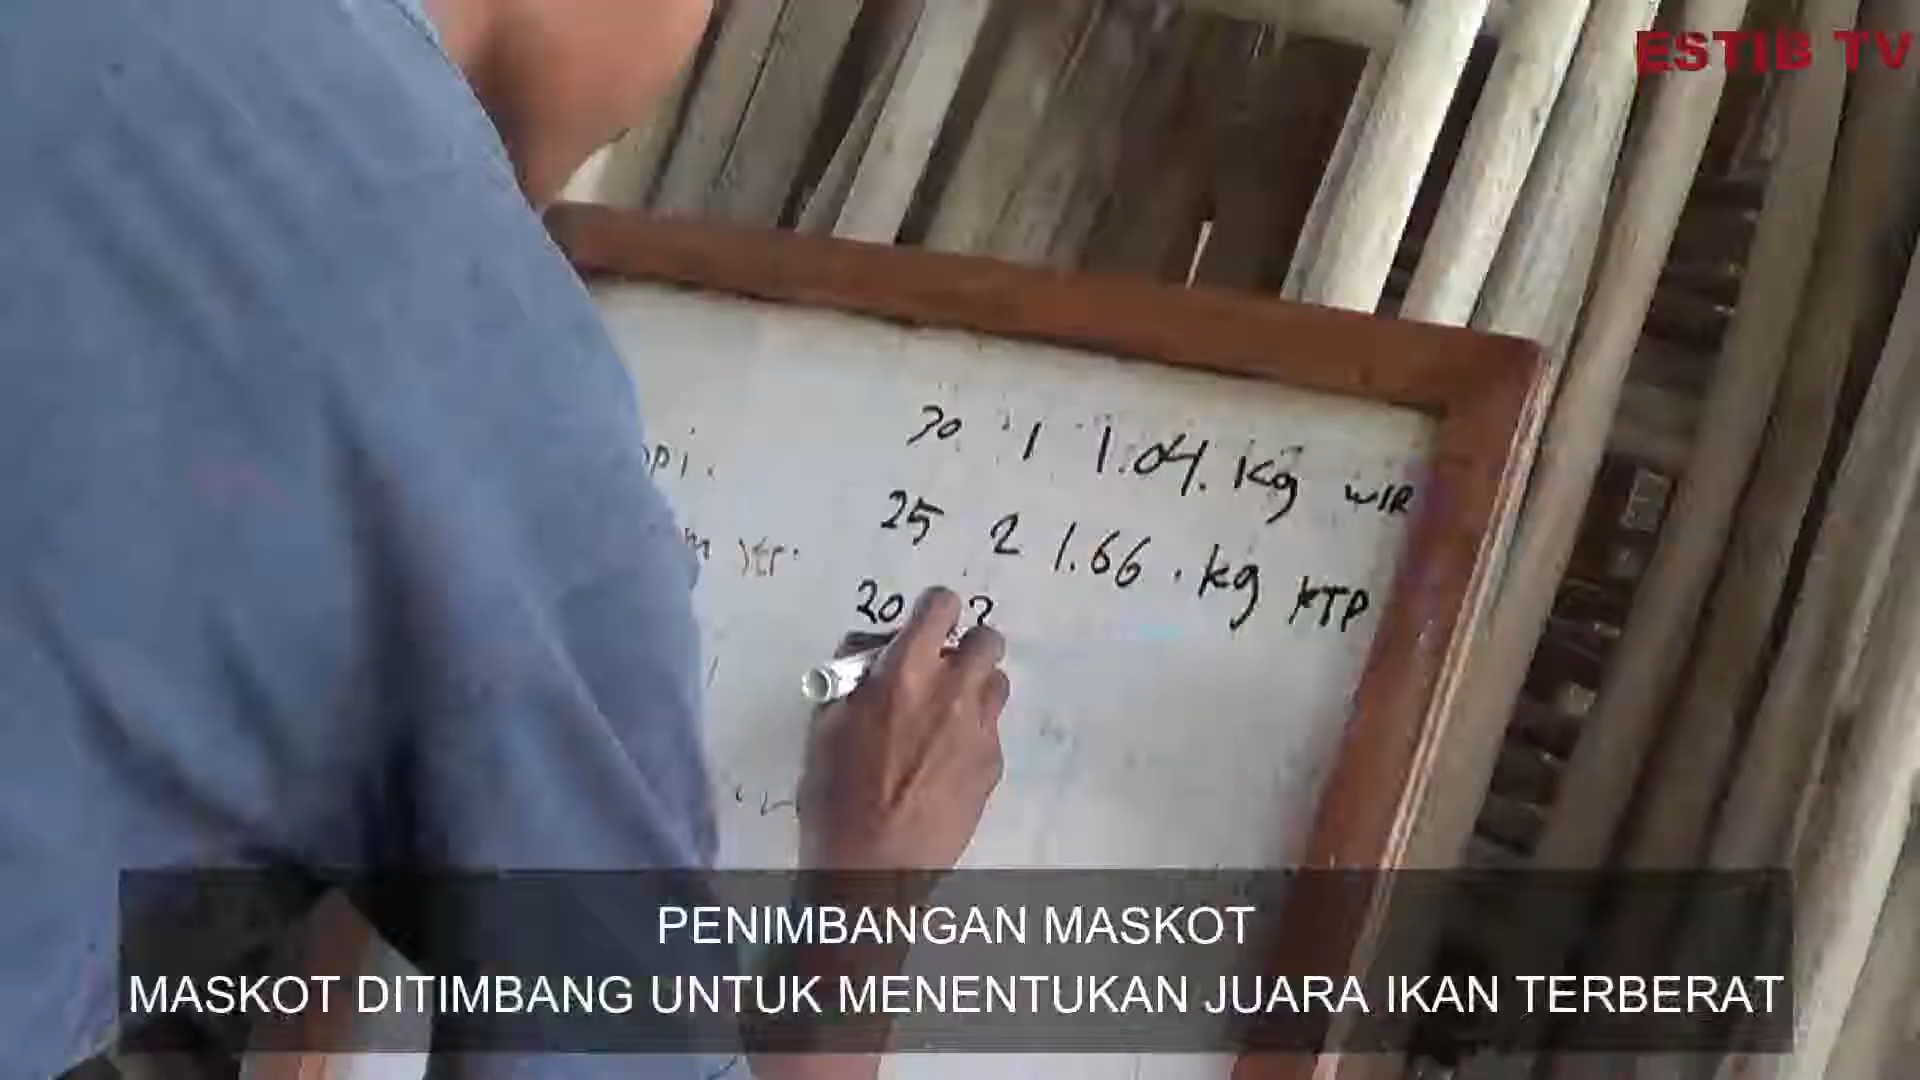 ESTIB TV
30 1 1.04. kg WIR
25 2 1.66 . kg KTP
20
PENIMBANGAN MASKOT
MASKOT DITIMBANG UNTUK MENENTUKAN JUARA IKAN TERBERAT